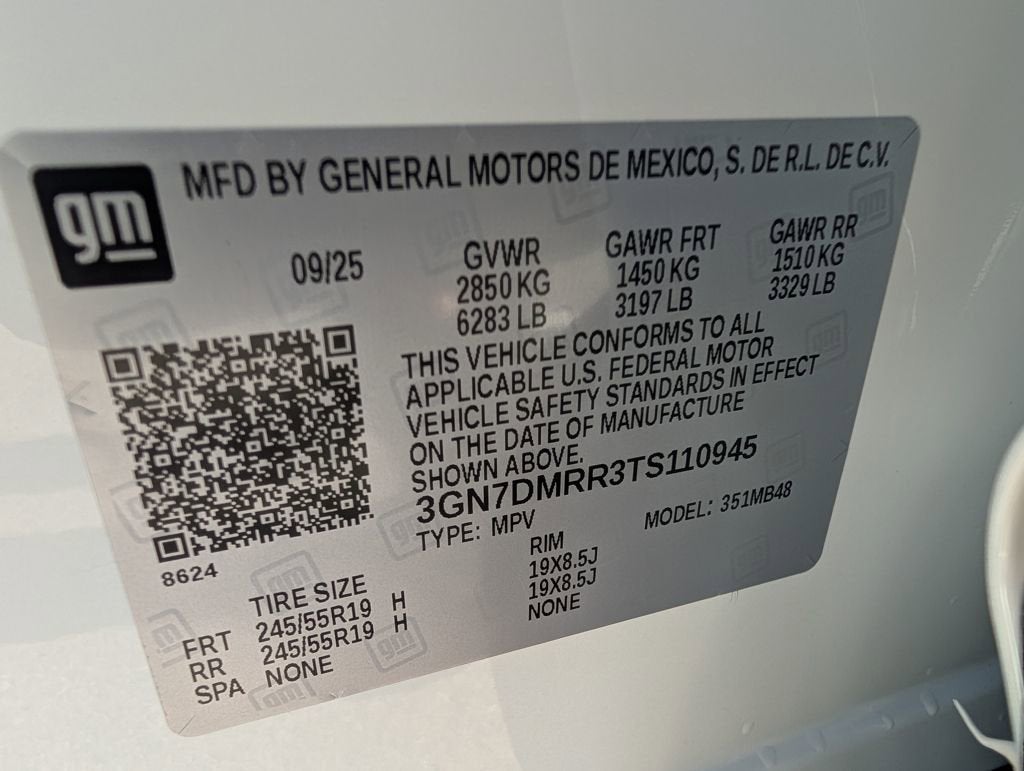 gm
MFD BY GENERAL MOTORS DE MEXICO, S. DE R.L. DE C.V.
09/25
GVWR GAWR FRT GAWR RR
2850 KG 1450 KG 1510 KG
6283 LB 3197 LB 3329 LB
THIS VEHICLE CONFORMS TO ALL
APPLICABLE U.S. FEDERAL MOTOR
VEHICLE SAFETY STANDARDS IN EFFECT
ON THE DATE OF MANUFACTURE
SHOWN ABOVE.
3GN7DMRR3TS110945
TYPE: MPV MODEL: 351MB48
8624
TIRE SIZE RIM
FRT 245/55R19 H 19X8.5J
RR 245/55R19 H 19X8.5J
SPA NONE NONE